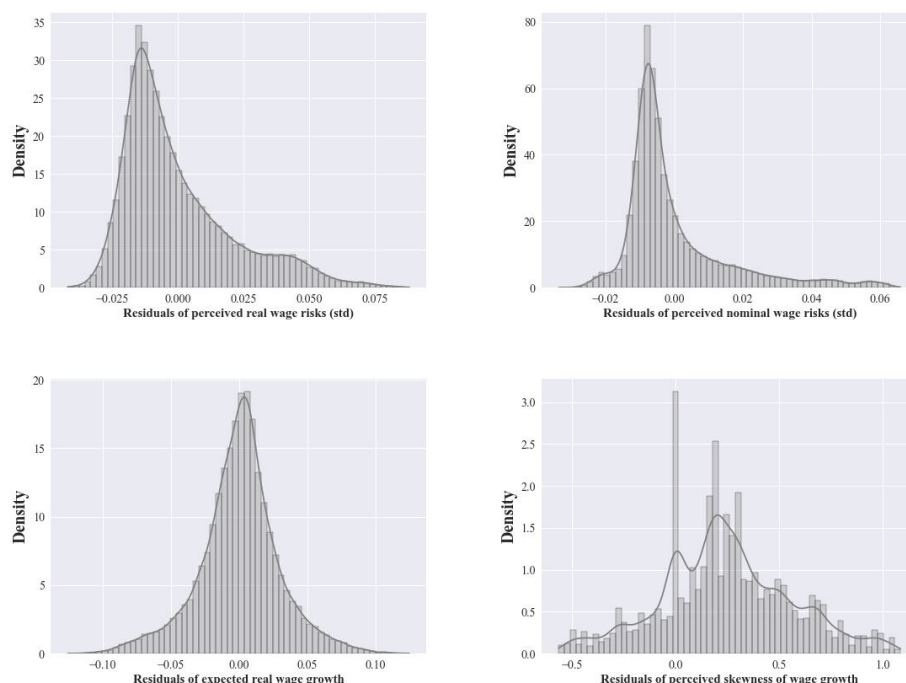 35
30
25
20
15
10
5
0
Density
−0.025 0.000 0.025 0.050 0.075
Residuals of perceived real wage risks (std)
80
60
40
20
0
Density
−0.02 0.00 0.02 0.04 0.06
Residuals of perceived nominal wage risks (std)
20
15
10
5
0
Density
−0.10 −0.05 0.00 0.05 0.10
Residuals of expected real wage growth
3.0
2.5
2.0
1.5
1.0
0.5
0.0
Density
−0.5 0.0 0.5 1.0
Residuals of perceived skewness of wage growth